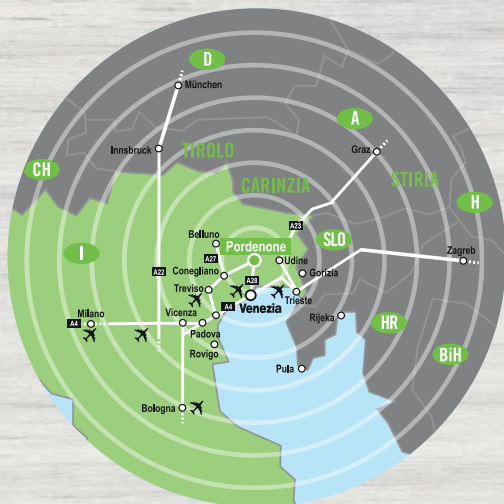 D
München
A
Innsbruck
TIROLO
Graz
CH
CARINZIA
STIRIA
H
A23
Belluno
Pordenone
SLO
I
A27
Udine
Zagreb
A22
Conegliano
Gorizia
Treviso
A28
Trieste
A4
Venezia
Milano
A4
Vicenza
Rijeka
HR
Padova
Rovigo
BiH
Pula
Bologna